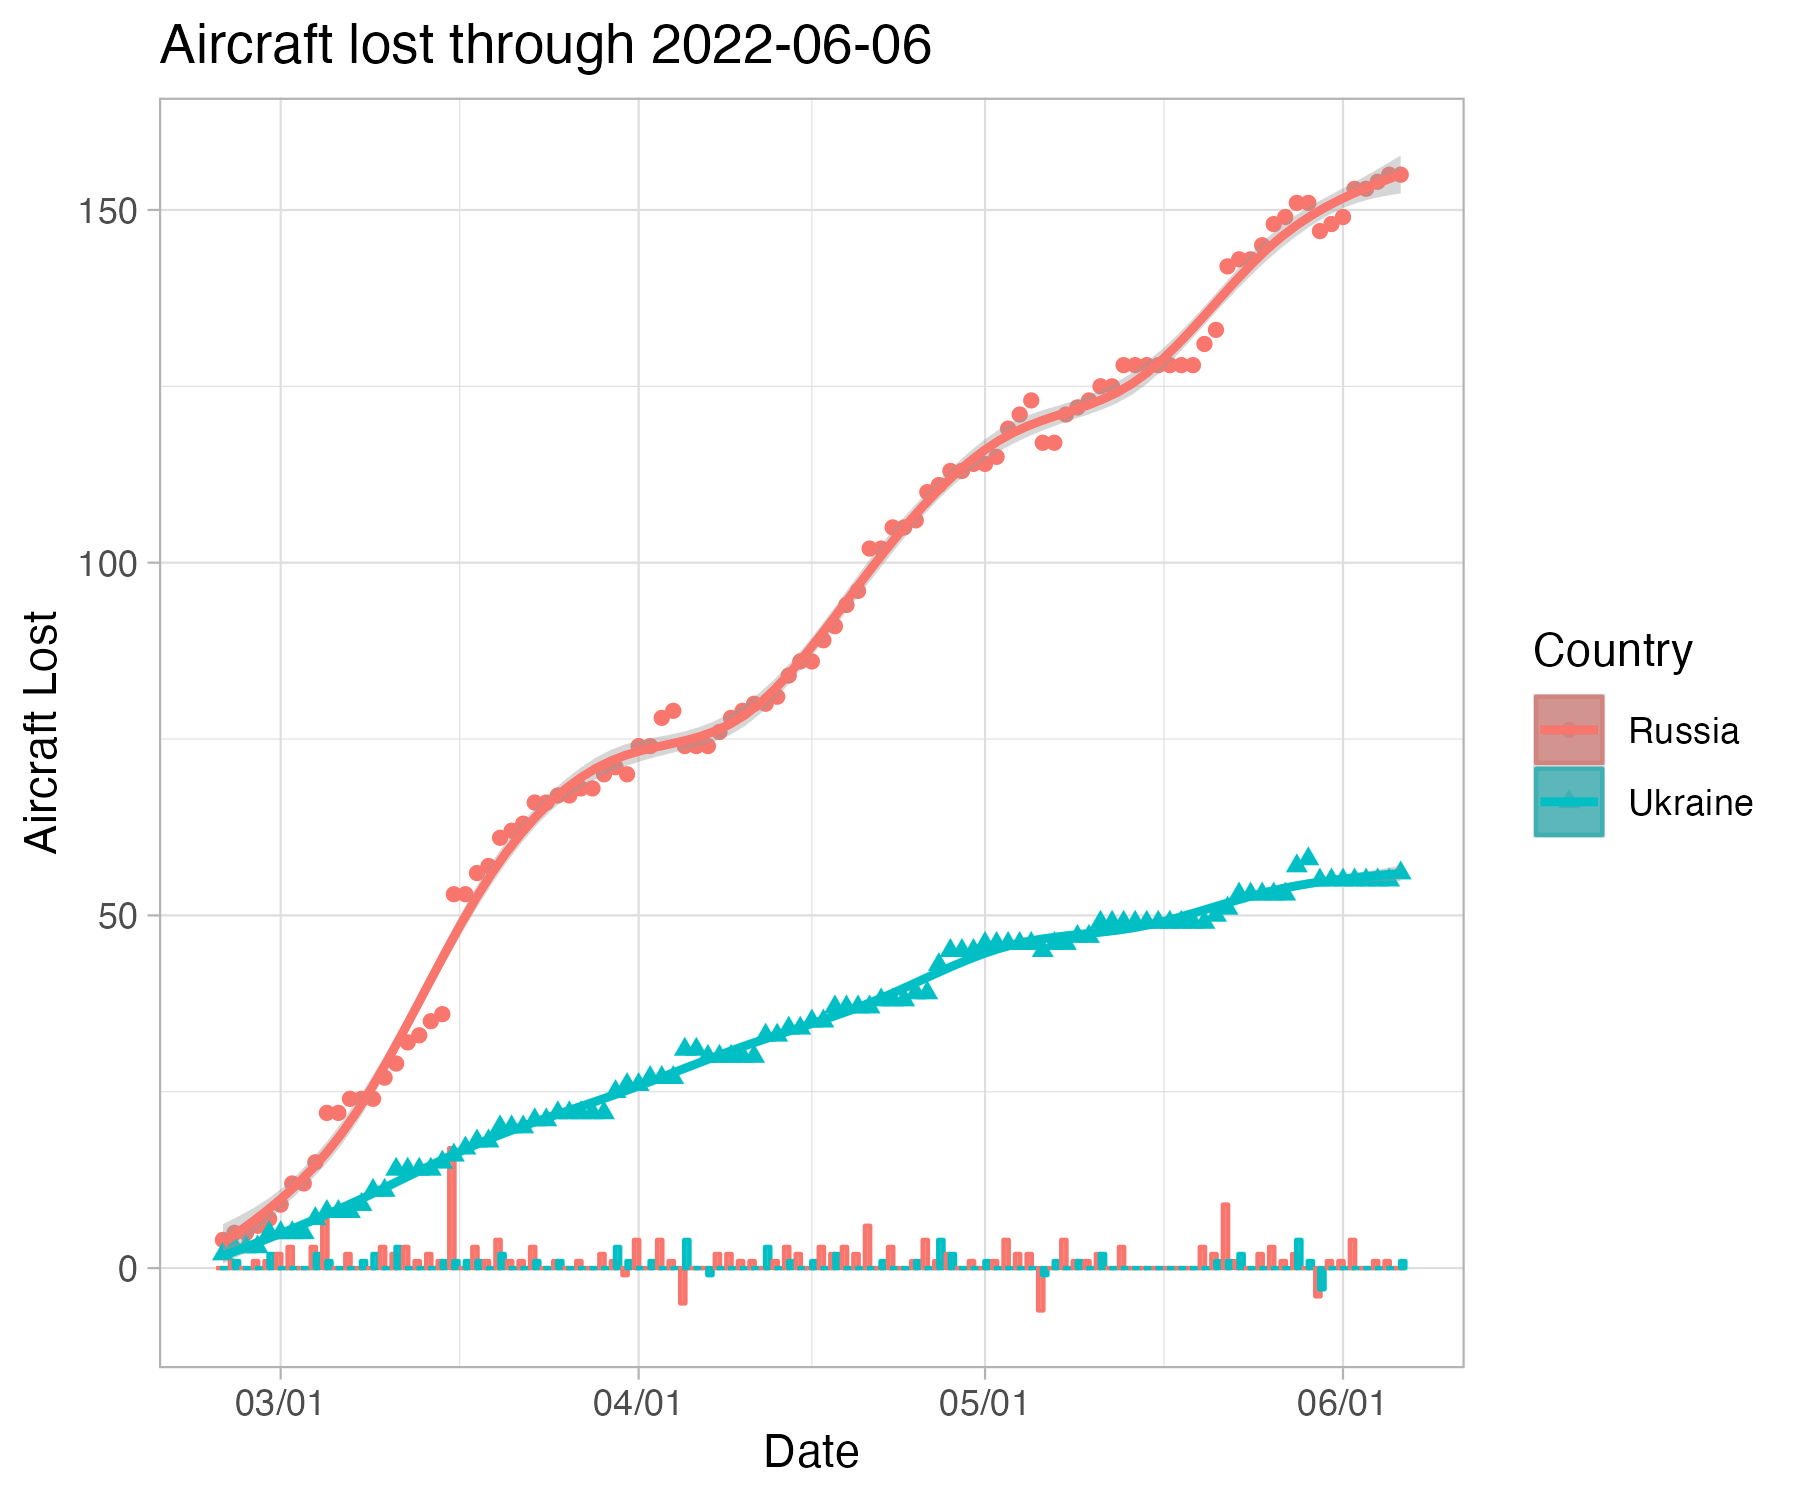 Aircraft lost through 2022-06-06
Aircraft Lost
150
100
50
0
03/01
04/01
05/01
06/01
Date
Country
Russia
Ukraine